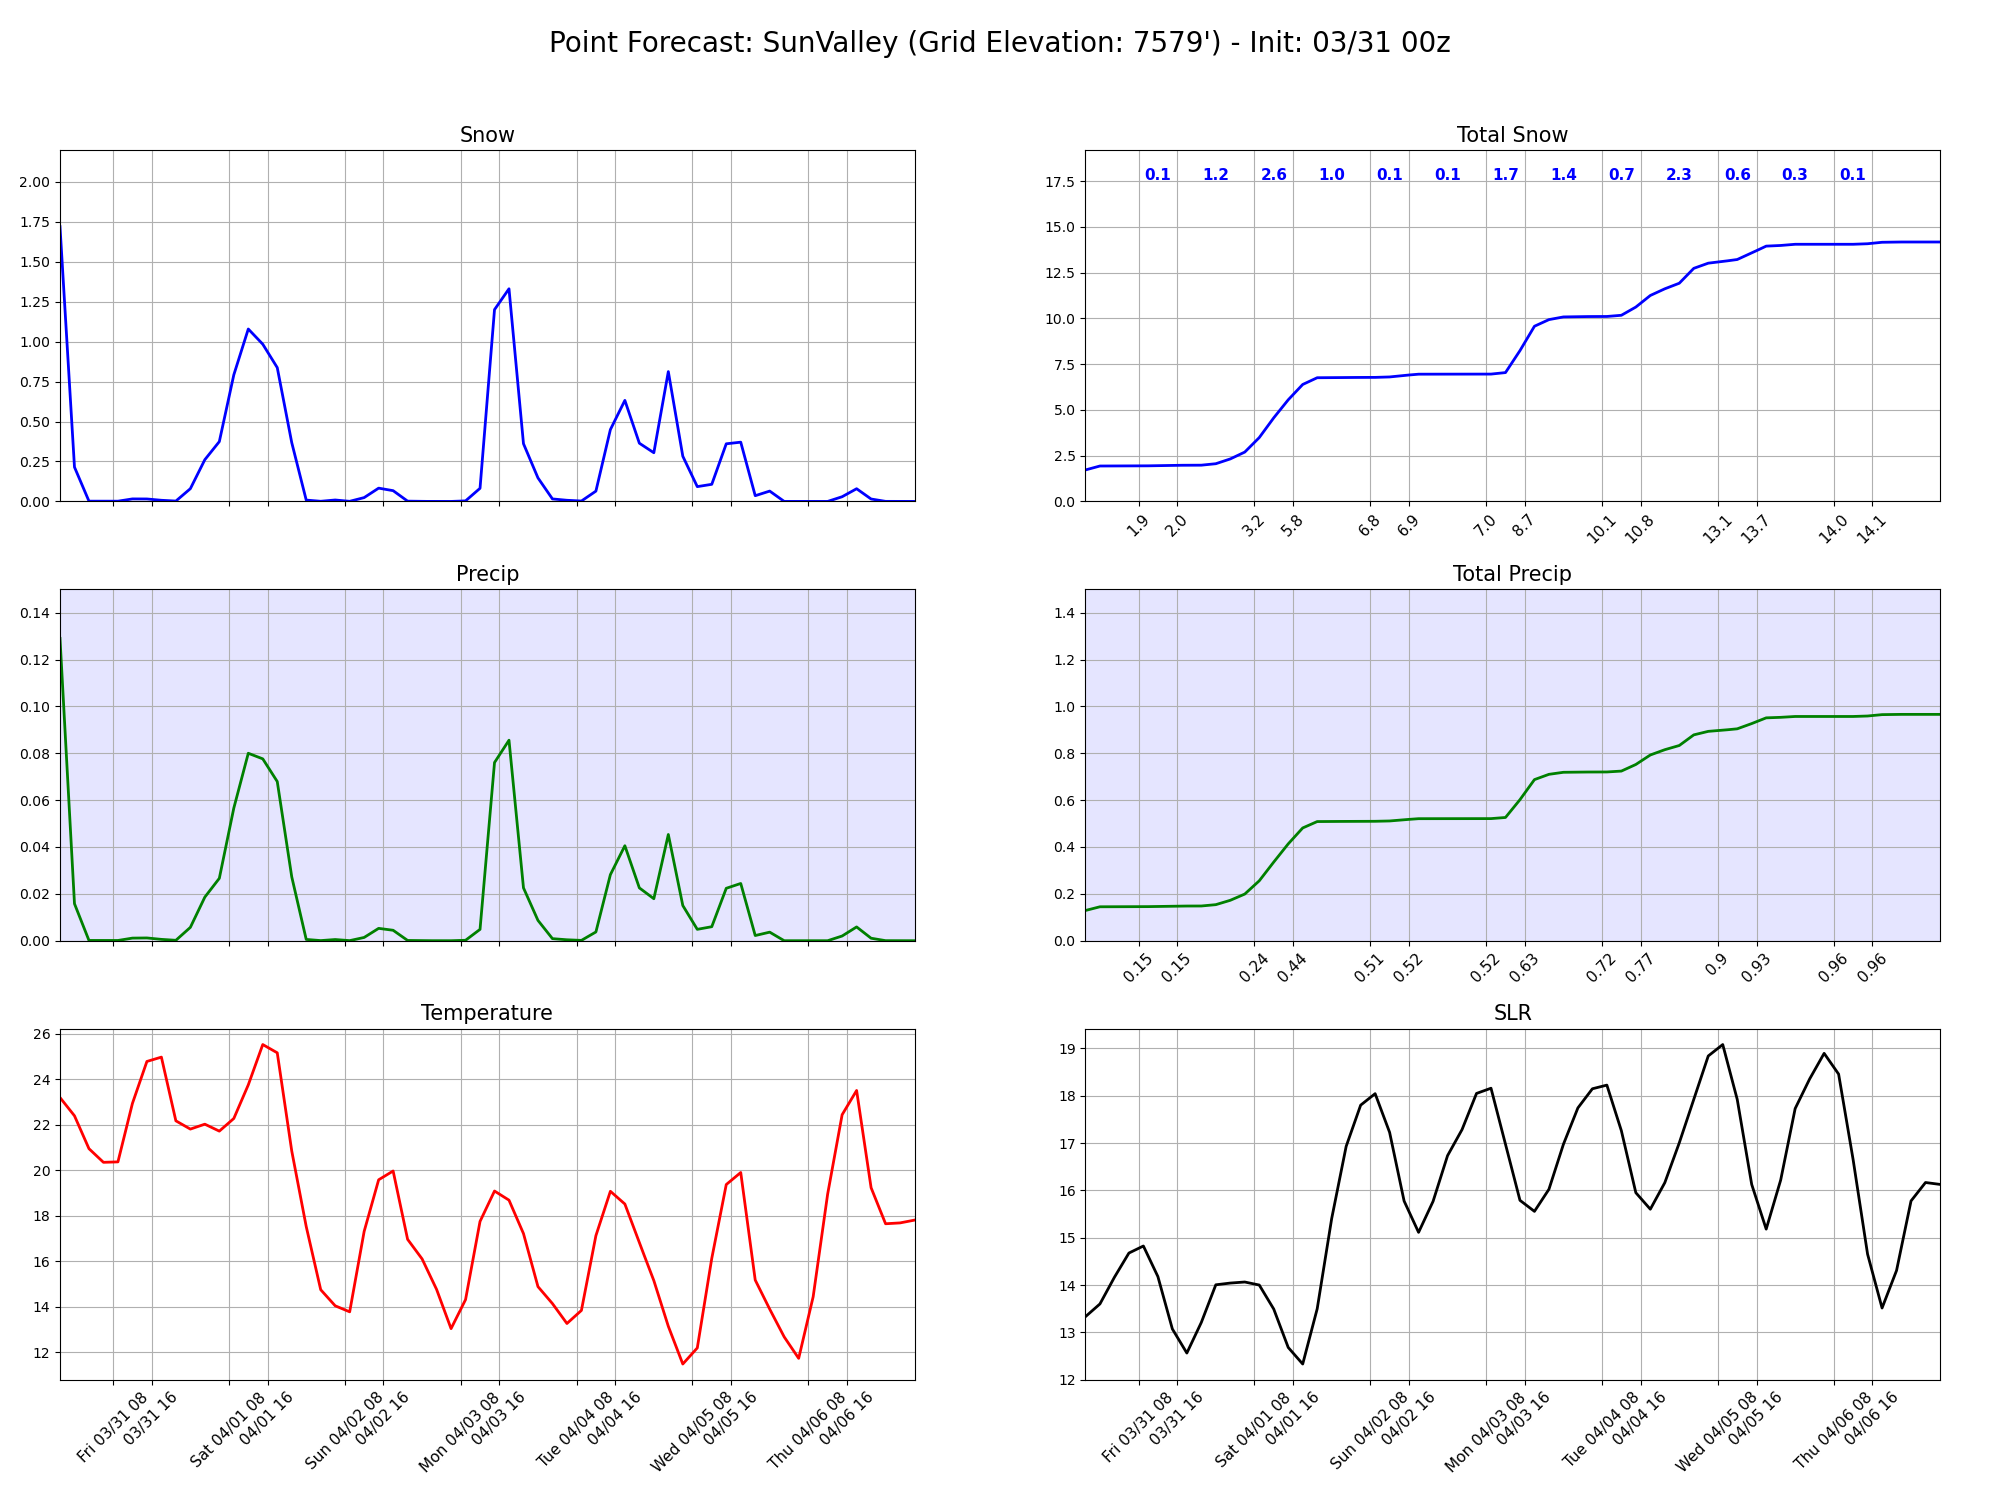 Point Forecast: SunValley (Grid Elevation: 7579') - Init: 03/31 00z
Snow
2.00
1.75
1.50
1.25
1.00
0.75
0.50
0.25
0.00
Total Snow
0.1 1.2 2.6 1.0 0.1 0.1 1.7 1.4 0.7 2.3 0.6 0.3 0.1
17.5
15.0
12.5
10.0
7.5
5.0
2.5
0.0
1.9 2.0 3.2 5.8 6.8 6.9 7.0 8.7 10.1 10.8 13.1 13.7 14.0 14.1
Precip
0.14
0.12
0.10
0.08
0.06
0.04
0.02
0.00
Total Precip
1.4
1.2
1.0
0.8
0.6
0.4
0.2
0.0
0.15 0.15 0.24 0.44 0.51 0.52 0.52 0.63 0.72 0.77 0.9 0.93 0.96 0.96
Temperature
26
24
22
20
18
16
14
12
Fri 03/31 08
03/31 16
Sat 04/01 08
04/01 16
Sun 04/02 08
04/02 16
Mon 04/03 08
04/03 16
Tue 04/04 08
04/04 16
Wed 04/05 08
04/05 16
Thu 04/06 08
04/06 16
SLR
19
18
17
16
15
14
13
12
Fri 03/31 08
03/31 16
Sat 04/01 08
04/01 16
Sun 04/02 08
04/02 16
Mon 04/03 08
04/03 16
Tue 04/04 08
04/04 16
Wed 04/05 08
04/05 16
Thu 04/06 08
04/06 16